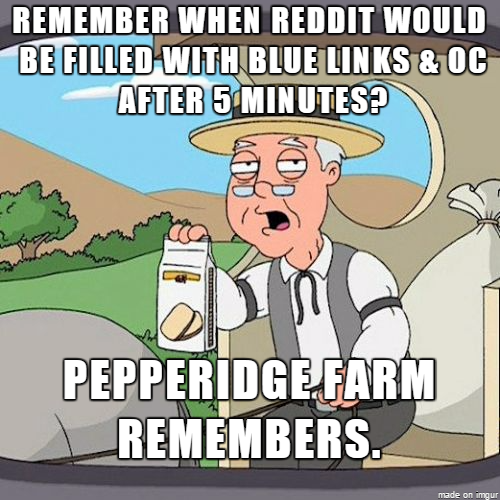 REMEMBER WHEN REDDIT WOULD
BE FILLED WITH BLUE LINKS & OC
AFTER 5 MINUTES?
PEPPERIDGE FARM
REMEMBERS.
made on imgur